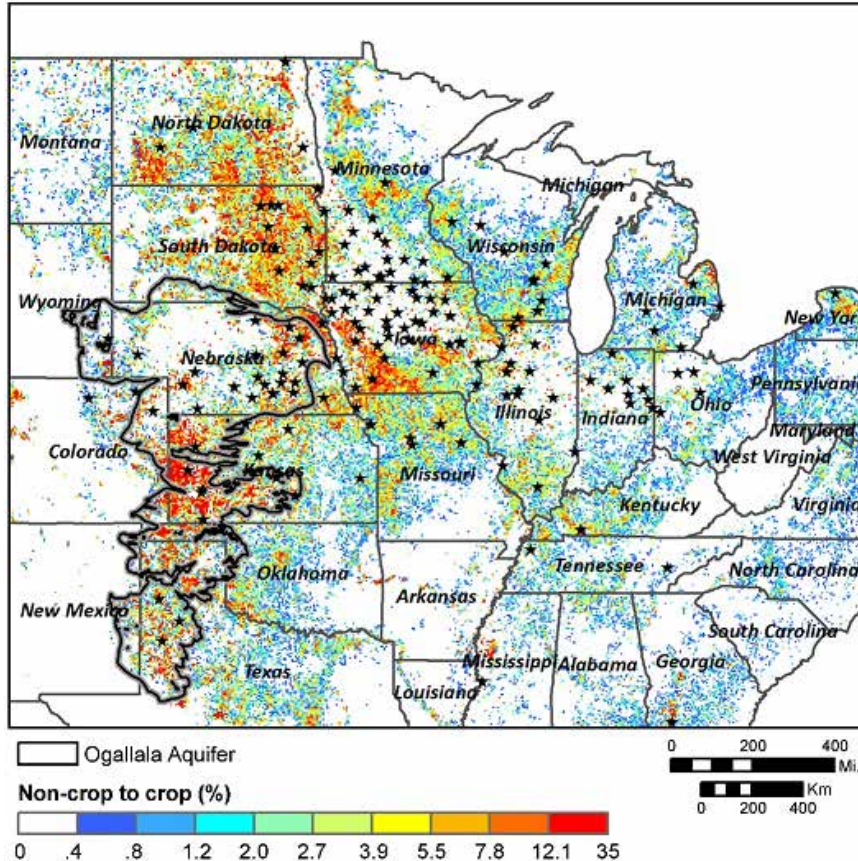 North Dakota
Montana
Minnesota
Michigan
South Dakota
Wisconsin
Wyoming
Michigan
New York
Iowa
Nebraska
Pennsylvani
Illinois
Indiana
Ohio
Maryland
Colorado
West Virginia
Kansas
Missouri
Virginia
Kentucky
Oklahoma
Tennessee
North Carolina
Arkansas
New Mexico
South Carolina
Mississippi
Alabama
Georgia
Texas
Louisiana
Ogallala Aquifer
0 200 400
Mi.
Km
0 200 400
Non-crop to crop (%)
0 .4 .8 1.2 2.0 2.7 3.9 5.5 7.8 12.1 35